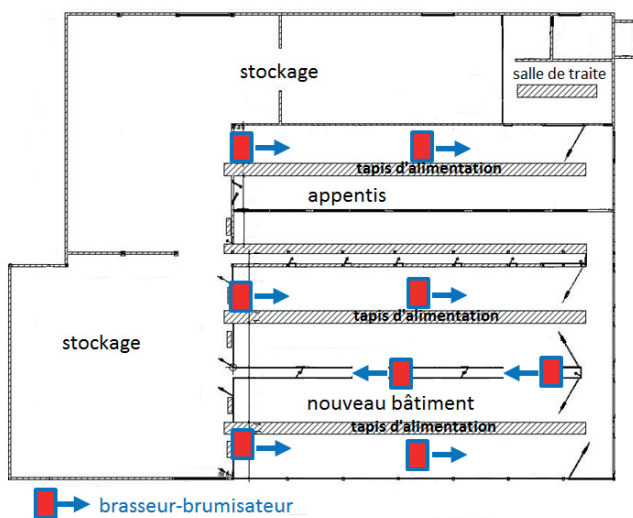 stockage
salle de traite
tapis d'alimentation
appentis
tapis d'alimentation
stockage
nouveau bâtiment
tapis d'alimentation
brasseur-brumisateur